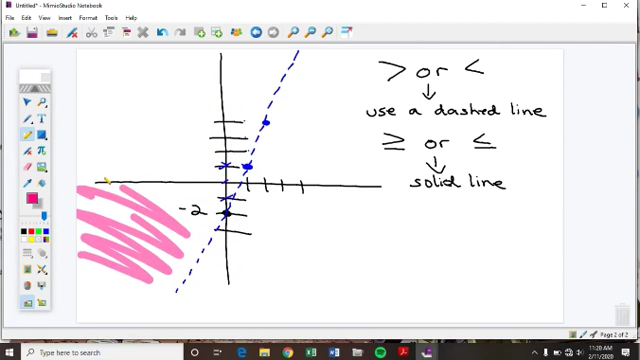 Untitled* - MimioStudio Notebook
File Edit View Insert Format Tools Help
> or <
↓
use a dashed line
≥ or ≤
↓
solid line
-2
Page 2 of 2
Type here to search
11:20 AM
2/11/2020